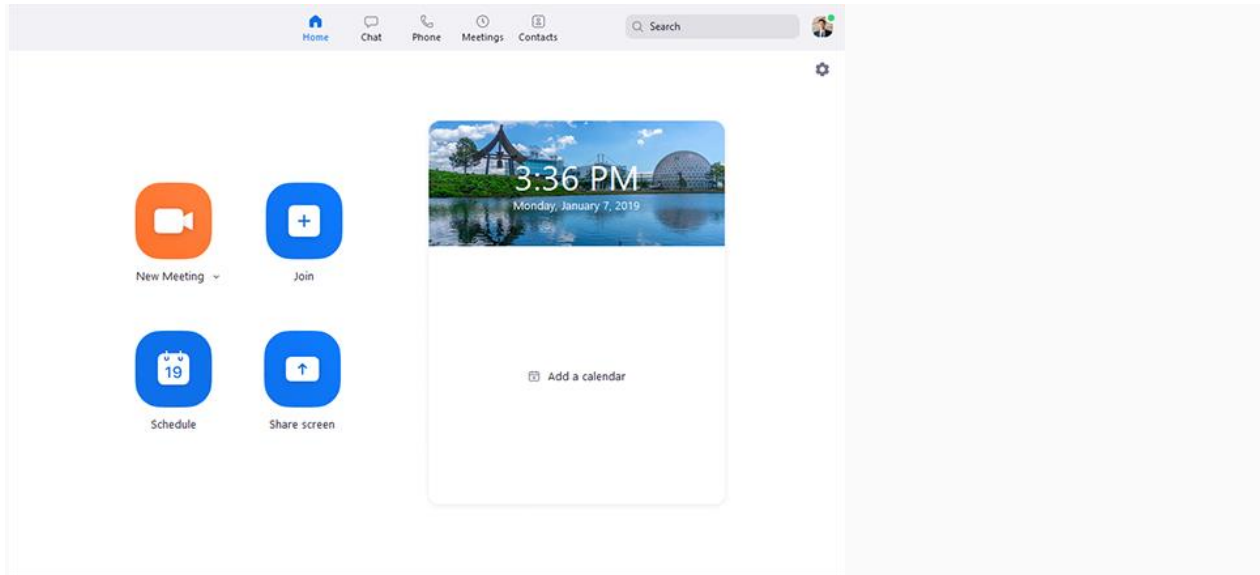 Home
Chat
Phone
Meetings
Contacts
Search
3:36 PM
Monday, January 7, 2019
New Meeting
Join
19
Schedule
Share screen
Add a calendar